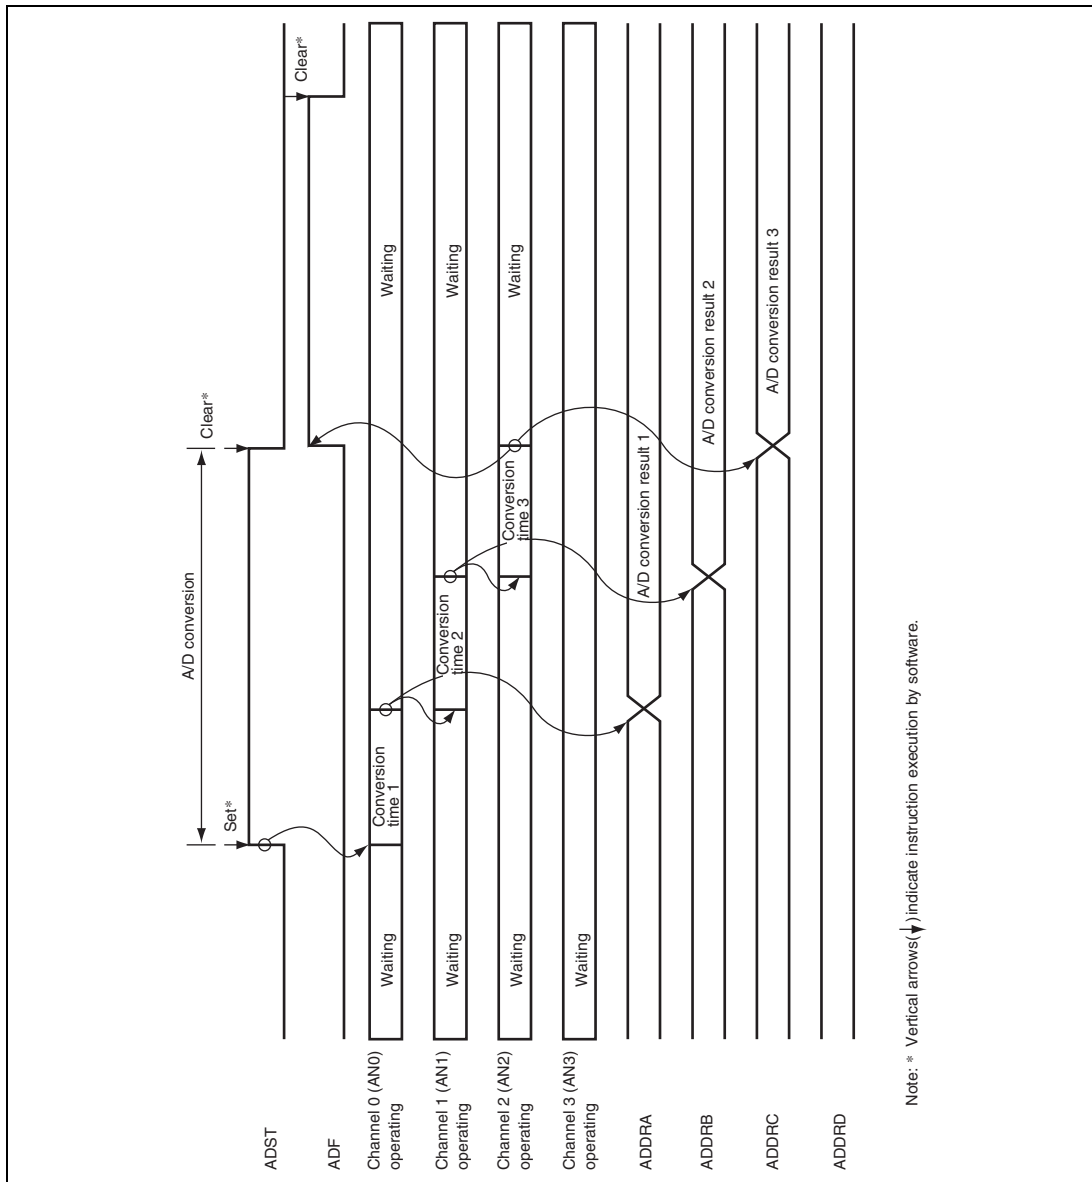 A/D conversion
Set*
Clear*
Clear*
ADST
ADF
Channel 0 (AN0)
operating
Waiting
Conversion
time 1
Waiting
Channel 1 (AN1)
operating
Waiting
Conversion
time 2
Waiting
Channel 2 (AN2)
operating
Waiting
Conversion
time 3
Waiting
Channel 3 (AN3)
operating
Waiting
ADDRA
A/D conversion result 1
ADDRB
A/D conversion result 2
ADDRC
A/D conversion result 3
ADDRD
Note: * Vertical arrows(↓) indicate instruction execution by software.